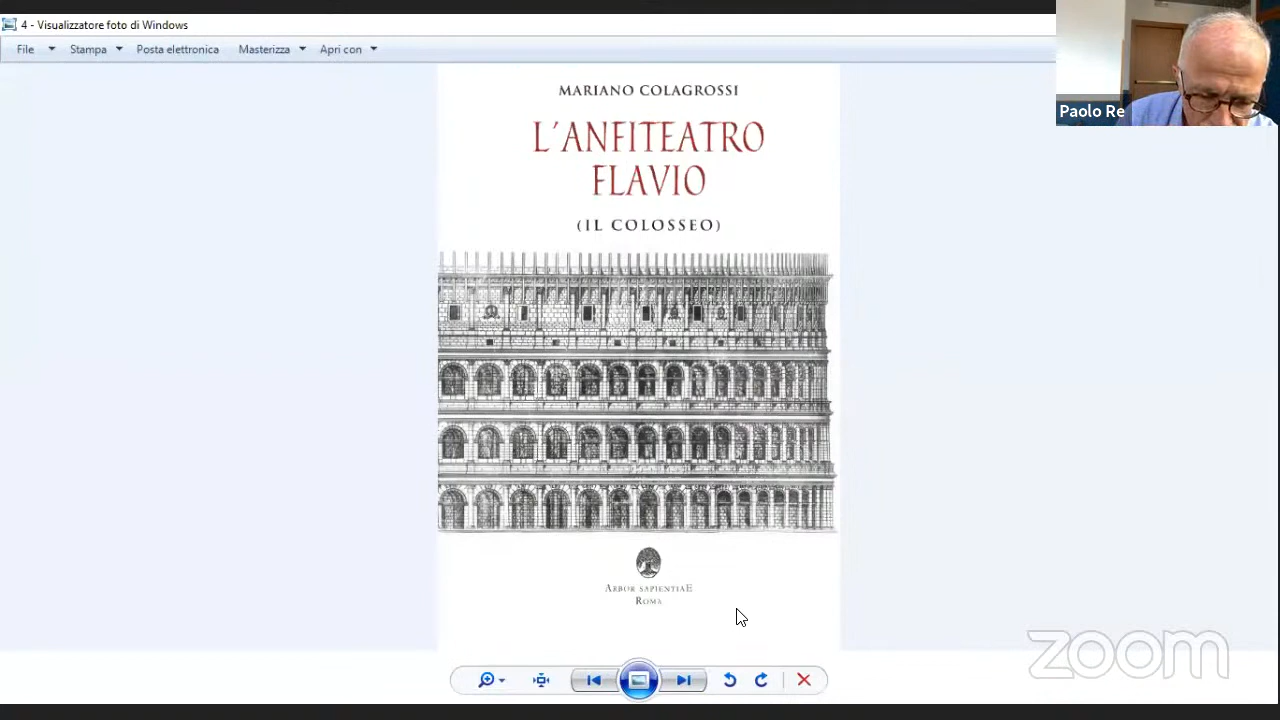 4 - Visualizzatore foto di Windows
File Stampa Posta elettronica Masterizza Apri con
Paolo Re
MARIANO COLAGROSSI
L'ANFITEATRO
FLAVIO
(IL COLOSSEO)
ARBOR SAPIENTIAE
ROMA
zoom